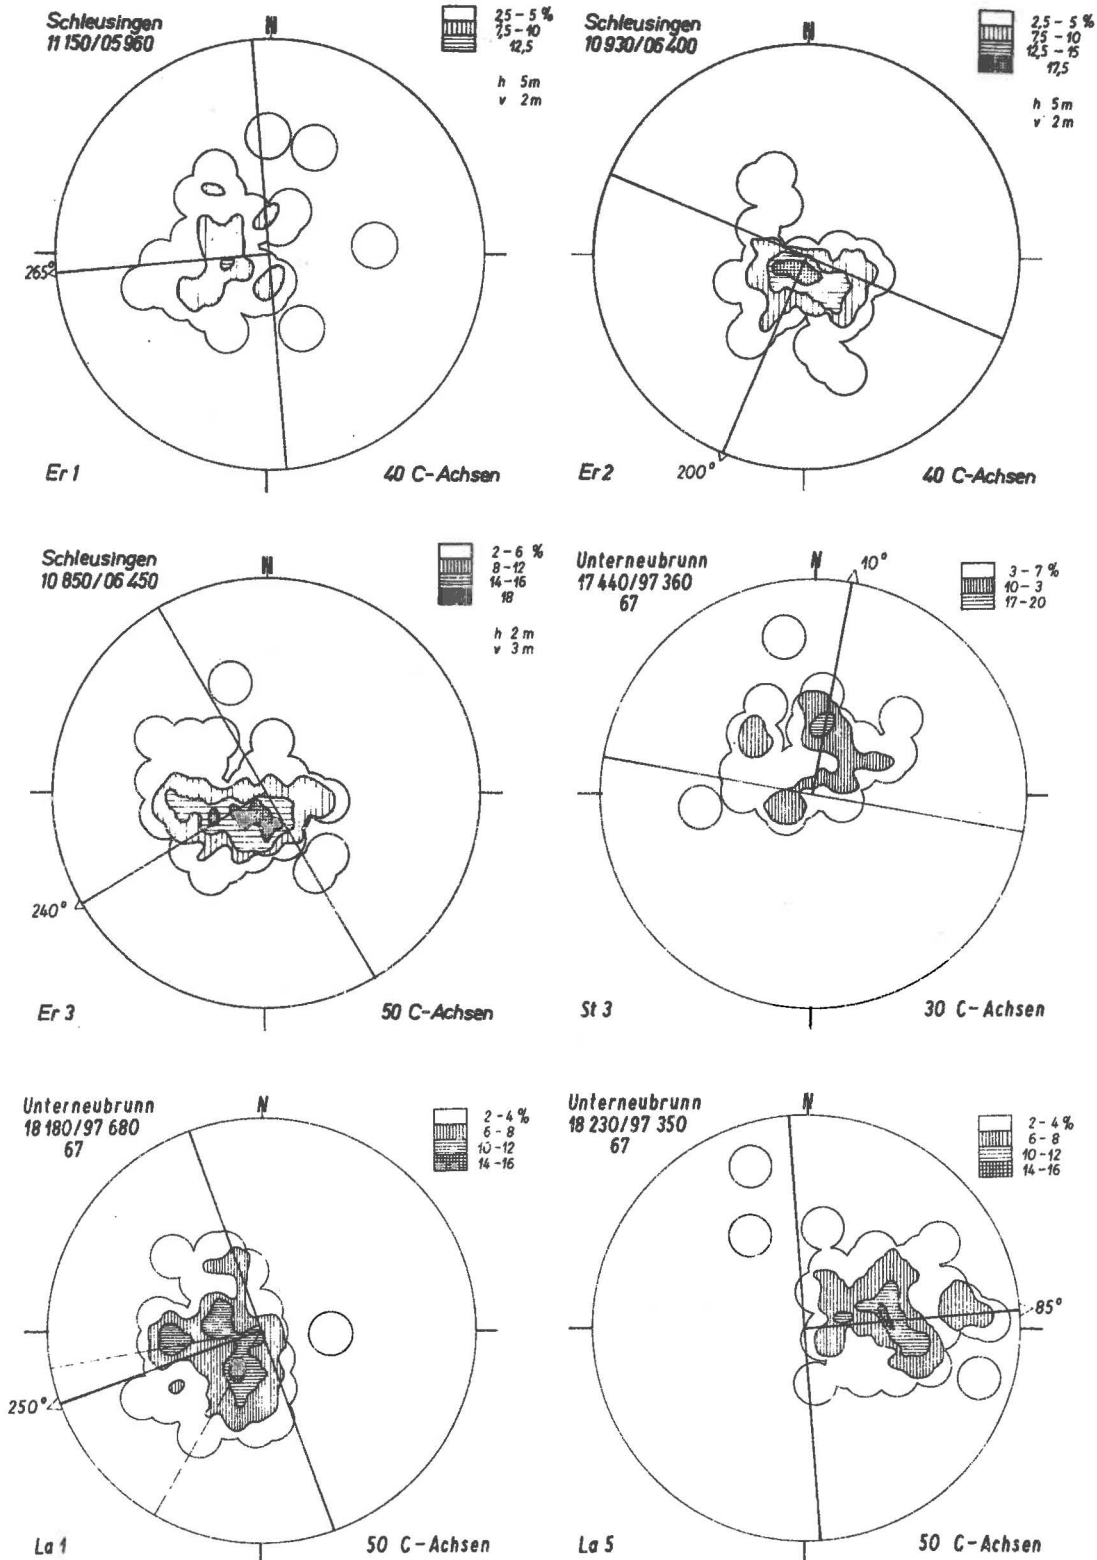 Schleusingen
11 150/05 960
N
2,5 - 5 %
7,5 - 10
12,5
h 5m
v 2m
265°
Er 1
40 C-Achsen
Schleusingen
10 930/06 400
N
2,5 - 5 %
7,5 - 10
12,5 - 15
17,5
h 5m
v 2m
200°
Er 2
40 C-Achsen
Schleusingen
10 850/06 450
N
2 - 6 %
8 - 12
14 - 16
18
h 2 m
v 3 m
240°
Er 3
50 C-Achsen
Unterneubrunn
17 440/97 360
67
N
10°
3 - 7 %
10 - 3
17 - 20
St 3
30 C-Achsen
Unterneubrunn
18 180/97 680
67
N
2 - 4 %
6 - 8
10 - 12
14 - 16
250°
La 1
50 C-Achsen
Unterneubrunn
18 230/97 350
67
N
2 - 4 %
6 - 8
10 - 12
14 - 16
85°
La 5
50 C-Achsen